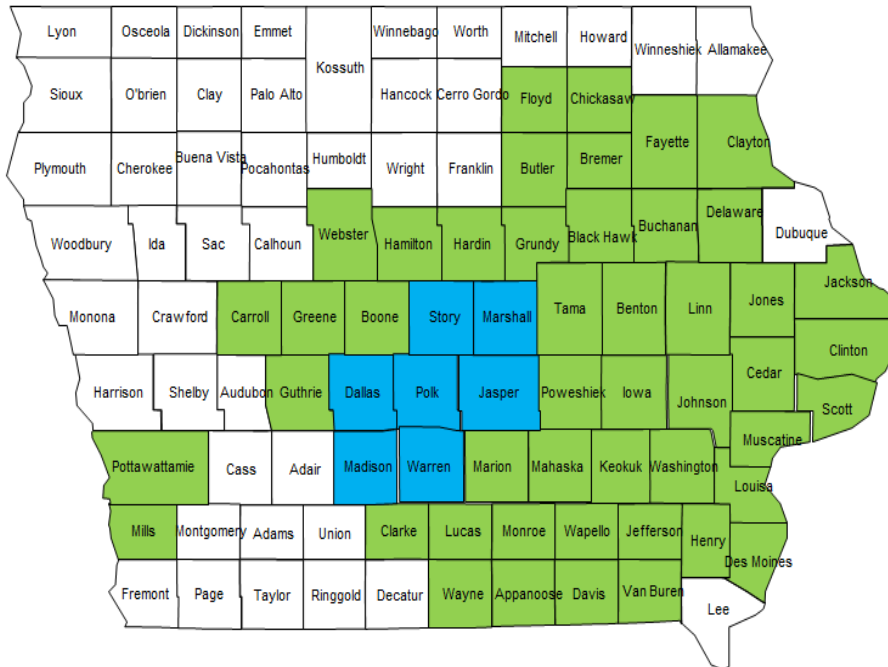 Lyon
Osceola
Dickinson
Emmet
Winnebago
Worth
Mitchell
Howard
Winneshiek
Allamakee
Kossuth
Sioux
O'brien
Clay
Palo Alto
Hancock
Cerro Gordo
Floyd
Chickasaw
Fayette
Clayton
Plymouth
Cherokee
Buena Vista
Pocahontas
Humboldt
Wright
Franklin
Butler
Bremer
Woodbury
Ida
Sac
Calhoun
Webster
Hamilton
Hardin
Grundy
Black Hawk
Buchanan
Delaware
Dubuque
Monona
Crawford
Carroll
Greene
Boone
Story
Marshall
Tama
Benton
Linn
Jones
Jackson
Clinton
Harrison
Shelby
Audubon
Guthrie
Dallas
Polk
Jasper
Poweshiek
Iowa
Johnson
Cedar
Scott
Muscatine
Pottawattamie
Cass
Adair
Madison
Warren
Marion
Mahaska
Keokuk
Washington
Louisa
Mills
Montgomery
Adams
Union
Clarke
Lucas
Monroe
Wapello
Jefferson
Henry
Des Moines
Fremont
Page
Taylor
Ringgold
Decatur
Wayne
Appanoose
Davis
Van Buren
Lee